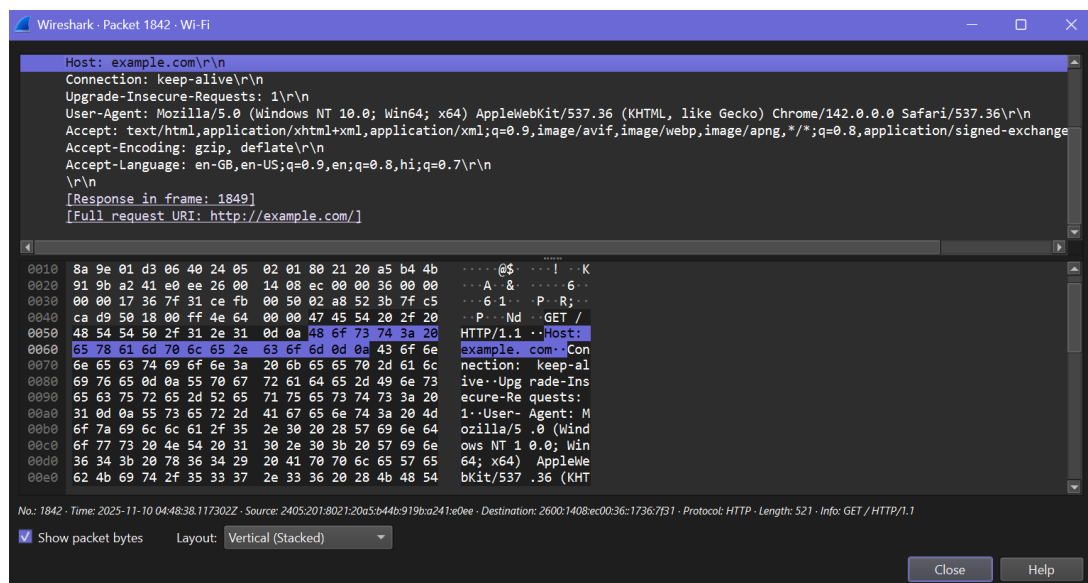 Wireshark · Packet 1842 · Wi-Fi
Host: example.com\r\n
Connection: keep-alive\r\n
Upgrade-Insecure-Requests: 1\r\n
User-Agent: Mozilla/5.0 (Windows NT 10.0; Win64; x64) AppleWebKit/537.36 (KHTML, like Gecko) Chrome/142.0.0.0 Safari/537.36\r\n
Accept: text/html,application/xhtml+xml,application/xml;q=0.9,image/avif,image/webp,image/apng,*/*;q=0.8,application/signed-exchange
Accept-Encoding: gzip, deflate\r\n
Accept-Language: en-GB,en-US;q=0.9,en;q=0.8,hi;q=0.7\r\n
\r\n
[Response in frame: 1849]
[Full request URI: http://example.com/]
0010 8a 9e 01 d3 06 40 24 05 02 01 80 21 20 a5 b4 4b ·····@$· ···! ··K
0020 91 9b a2 41 e0 ee 26 00 14 08 ec 00 00 36 00 00 ···A··&· ·····6··
0030 00 00 17 36 7f 31 ce fb 00 50 02 a8 52 3b 7f c5 ···6·1·· ·P··R;··
0040 ca d9 50 18 00 ff 4e 64 00 00 47 45 54 20 2f 20 ··P···Nd ··GET /
0050 48 54 54 50 2f 31 2e 31 0d 0a 48 6f 73 74 3a 20 HTTP/1.1 ··Host:
0060 65 78 61 6d 70 6c 65 2e 63 6f 6d 0d 0a 43 6f 6e example. com··Con
0070 6e 65 63 74 69 6f 6e 3a 20 6b 65 65 70 2d 61 6c nection: keep-al
0080 69 76 65 0d 0a 55 70 67 72 61 64 65 2d 49 6e 73 ive··Upg rade-Ins
0090 65 63 75 72 65 2d 52 65 71 75 65 73 74 73 3a 20 ecure-Re quests:
00a0 31 0d 0a 55 73 65 72 2d 41 67 65 6e 74 3a 20 4d 1··User- Agent: M
00b0 6f 7a 69 6c 6c 61 2f 35 2e 30 20 28 57 69 6e 64 ozilla/5 .0 (Wind
00c0 6f 77 73 20 4e 54 20 31 30 2e 30 3b 20 57 69 6e ows NT 1 0.0; Win
00d0 36 34 3b 20 78 36 34 29 20 41 70 70 6c 65 57 65 64; x64) AppleWe
00e0 62 4b 69 74 2f 35 33 37 2e 33 36 20 28 4b 48 54 bKit/537 .36 (KHT
No.: 1842 · Time: 2025-11-10 04:48:38.117302Z · Source: 2405:201:8021:20a5:b44b:919b:a241:e0ee · Destination: 2600:1408:ec00:36::1736:7f31 · Protocol: HTTP · Length: 521 · Info: GET / HTTP/1.1
Show packet bytes Layout: Vertical (Stacked)
Close Help